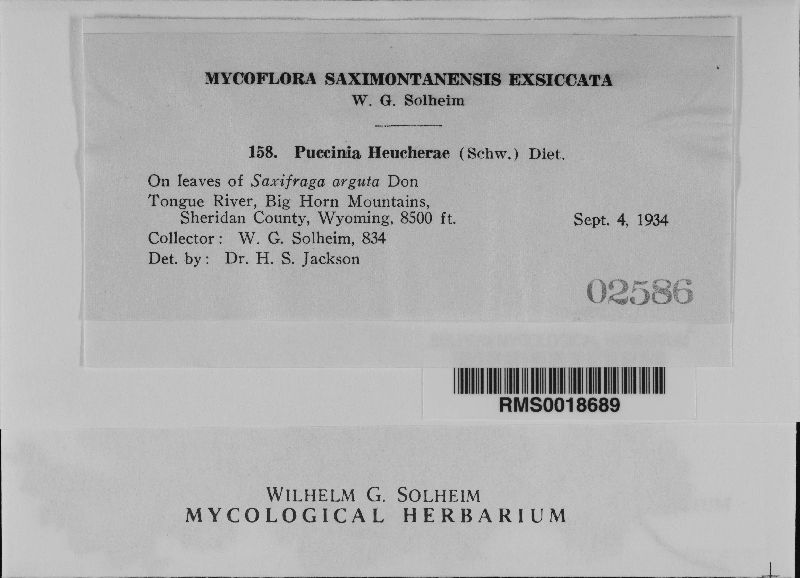 MYCOFLORA SAXIMONTANENSIS EXSICCATA
W. G. Solheim
158. Puccinia Heucherae (Schw.) Diet.
On leaves of Saxifraga arguta Don
Tongue River, Big Horn Mountains,
Sheridan County, Wyoming, 8500 ft. Sept. 4, 1934
Collector: W. G. Solheim, 834
Det. by: Dr. H. S. Jackson
02586
RMS0018689
WILHELM G. SOLHEIM
MYCOLOGICAL HERBARIUM